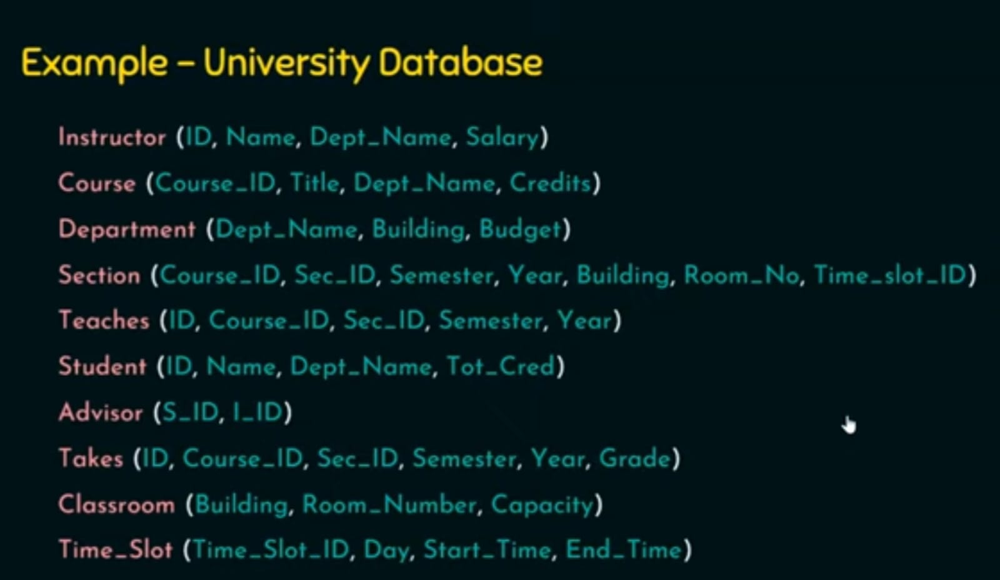 Example – University Database
Instructor (ID, Name, Dept_Name, Salary)
Course (Course_ID, Title, Dept_Name, Credits)
Department (Dept_Name, Building, Budget)
Section (Course_ID, Sec_ID, Semester, Year, Building, Room_No, Time_slot_ID)
Teaches (ID, Course_ID, Sec_ID, Semester, Year)
Student (ID, Name, Dept_Name, Tot_Cred)
Advisor (S_ID, I_ID)
Takes (ID, Course_ID, Sec_ID, Semester, Year, Grade)
Classroom (Building, Room_Number, Capacity)
Time_Slot (Time_Slot_ID, Day, Start_Time, End_Time)